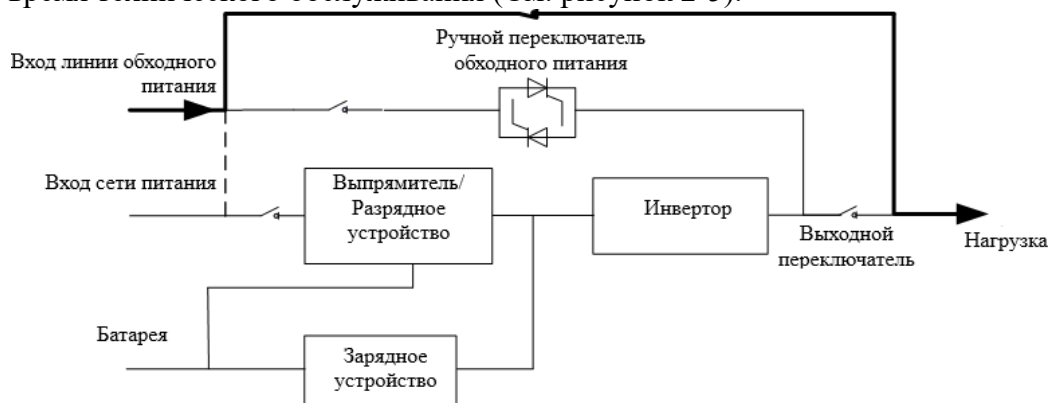 время технического обслуживания (См. рисунок 2-5).
Ручной переключатель
обходного питания
Вход линии обходного
питания
Вход сети питания
Выпрямитель/
Разрядное
устройство
Инвертор
Выходной
переключатель
Нагрузка
Батарея
Зарядное
устройство